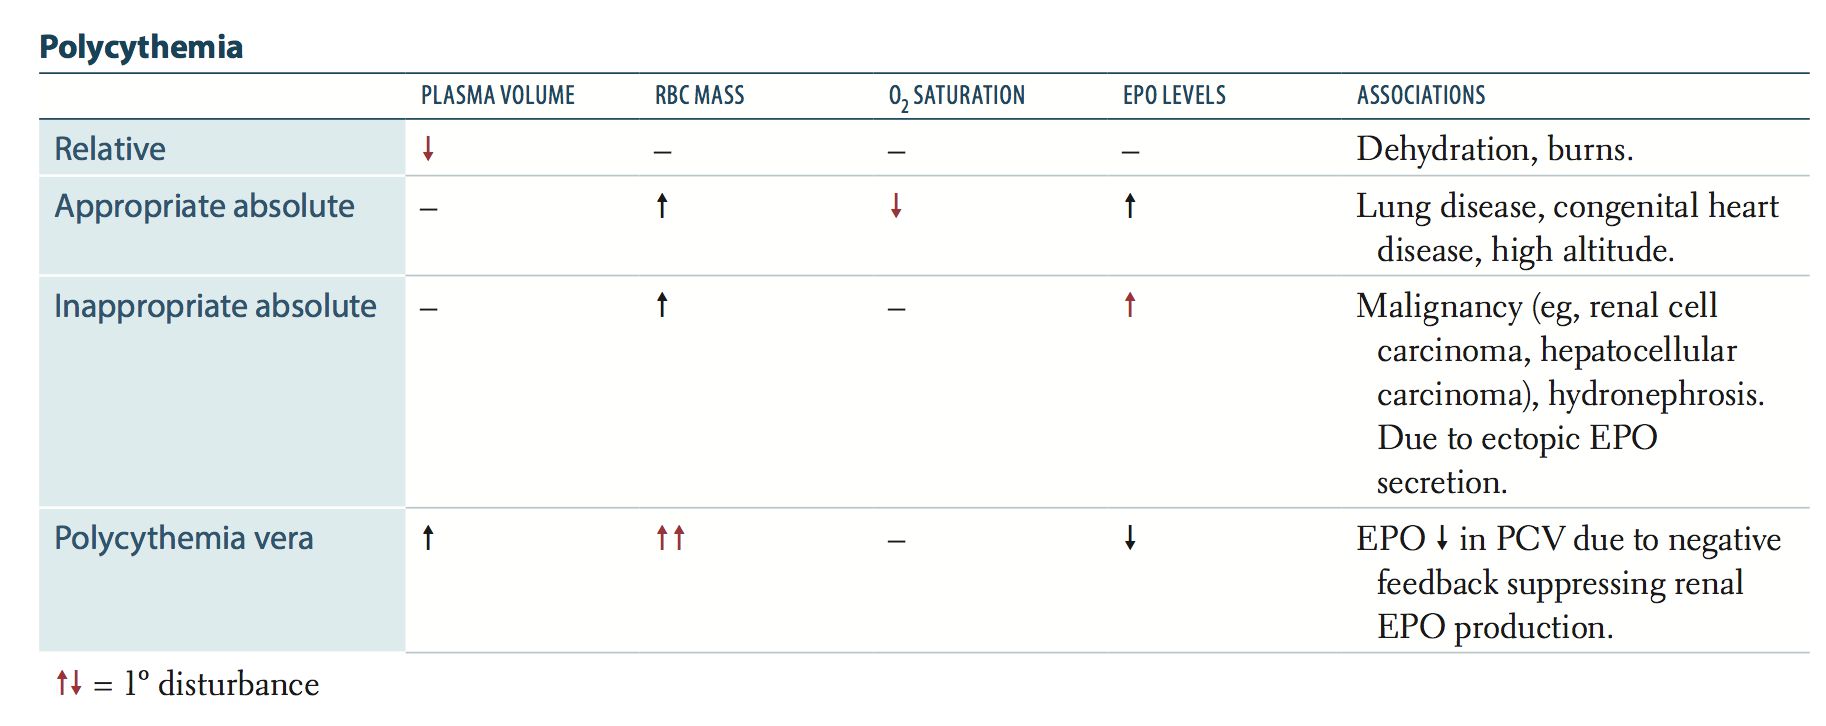 Polycythemia
PLASMA VOLUME RBC MASS O₂ SATURATION EPO LEVELS ASSOCIATIONS
Relative ↓ – – – Dehydration, burns.
Appropriate absolute – ↑ ↓ ↑ Lung disease, congenital heart
disease, high altitude.
Inappropriate absolute – ↑ – ↑ Malignancy (eg, renal cell
carcinoma, hepatocellular
carcinoma), hydronephrosis.
Due to ectopic EPO
secretion.
Polycythemia vera ↑ ↑↑ – ↓ EPO ↓ in PCV due to negative
feedback suppressing renal
EPO production.
↑↓ = 1° disturbance